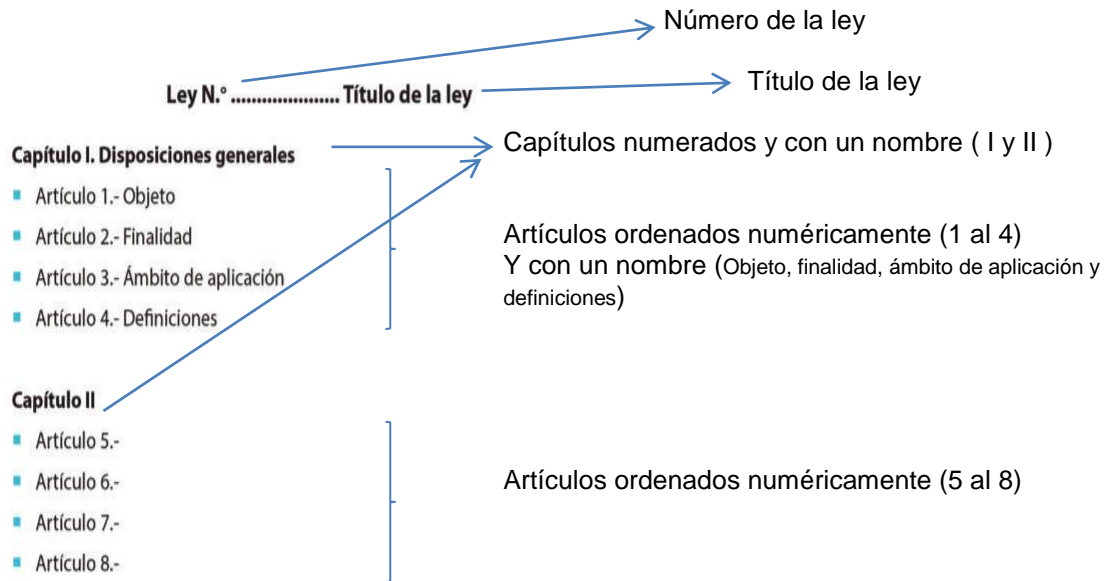 Número de la ley
Ley N.° ..................... Título de la ley
Título de la ley
Capítulo I. Disposiciones generales
Capítulos numerados y con un nombre ( I y II )
Artículo 1.- Objeto
Artículo 2.- Finalidad
Artículo 3.- Ámbito de aplicación
Artículo 4.- Definiciones
Artículos ordenados numéricamente (1 al 4)
Y con un nombre (Objeto, finalidad, ámbito de aplicación y
definiciones)
Capítulo II
Artículo 5.-
Artículo 6.-
Artículo 7.-
Artículo 8.-
Artículos ordenados numéricamente (5 al 8)